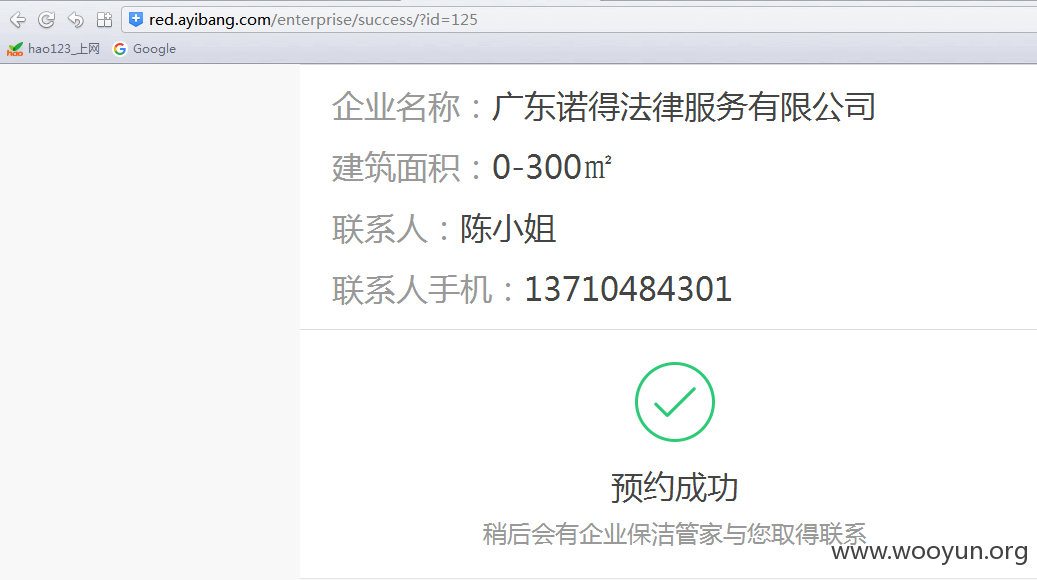 red.ayibang.com/enterprise/success/?id=125
hao123_上网 Google
企业名称：广东诺得法律服务有限公司
建筑面积：0-300㎡
联系人：陈小姐
联系人手机：13710484301
预约成功
稍后会有企业保洁管家与您取得联系
www.wooyun.org